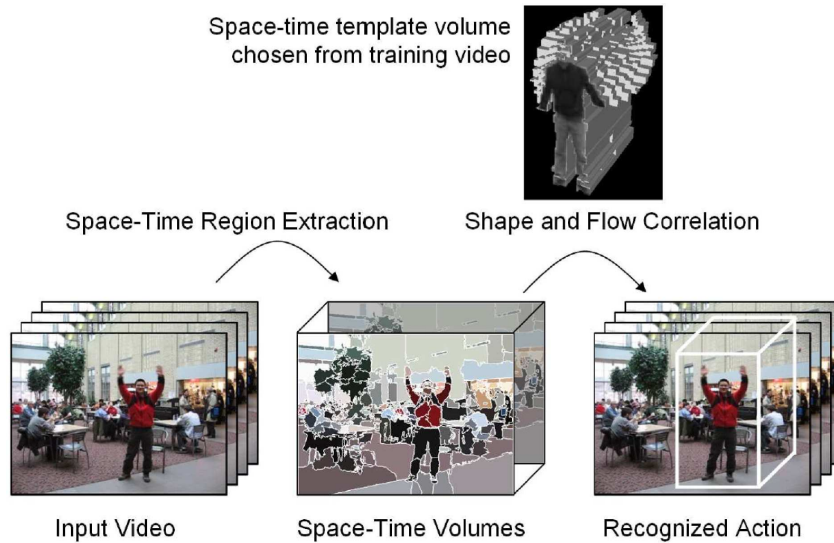 Space-time template volume
chosen from training video
Space-Time Region Extraction
Shape and Flow Correlation
Input Video
Space-Time Volumes
Recognized Action